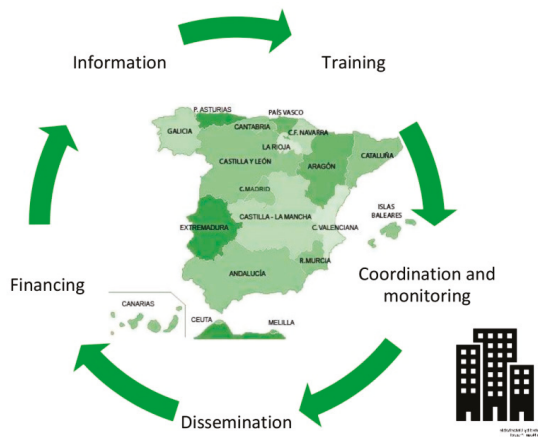 Information
Training
P. ASTURIAS
PAÍS VASCO
GALICIA
CANTABRIA
C.F. NAVARRA
LA RIOJA
CATALUÑA
CASTILLA Y LEÓN
ARAGÓN
C.MADRID
ISLAS
BALEARES
CASTILLA - LA MANCHA
EXTREMADURA
C. VALENCIANA
R.MURCIA
ANDALUCÍA
Financing
Coordination and
monitoring
CANARIAS
CEUTA
MELILLA
Dissemination